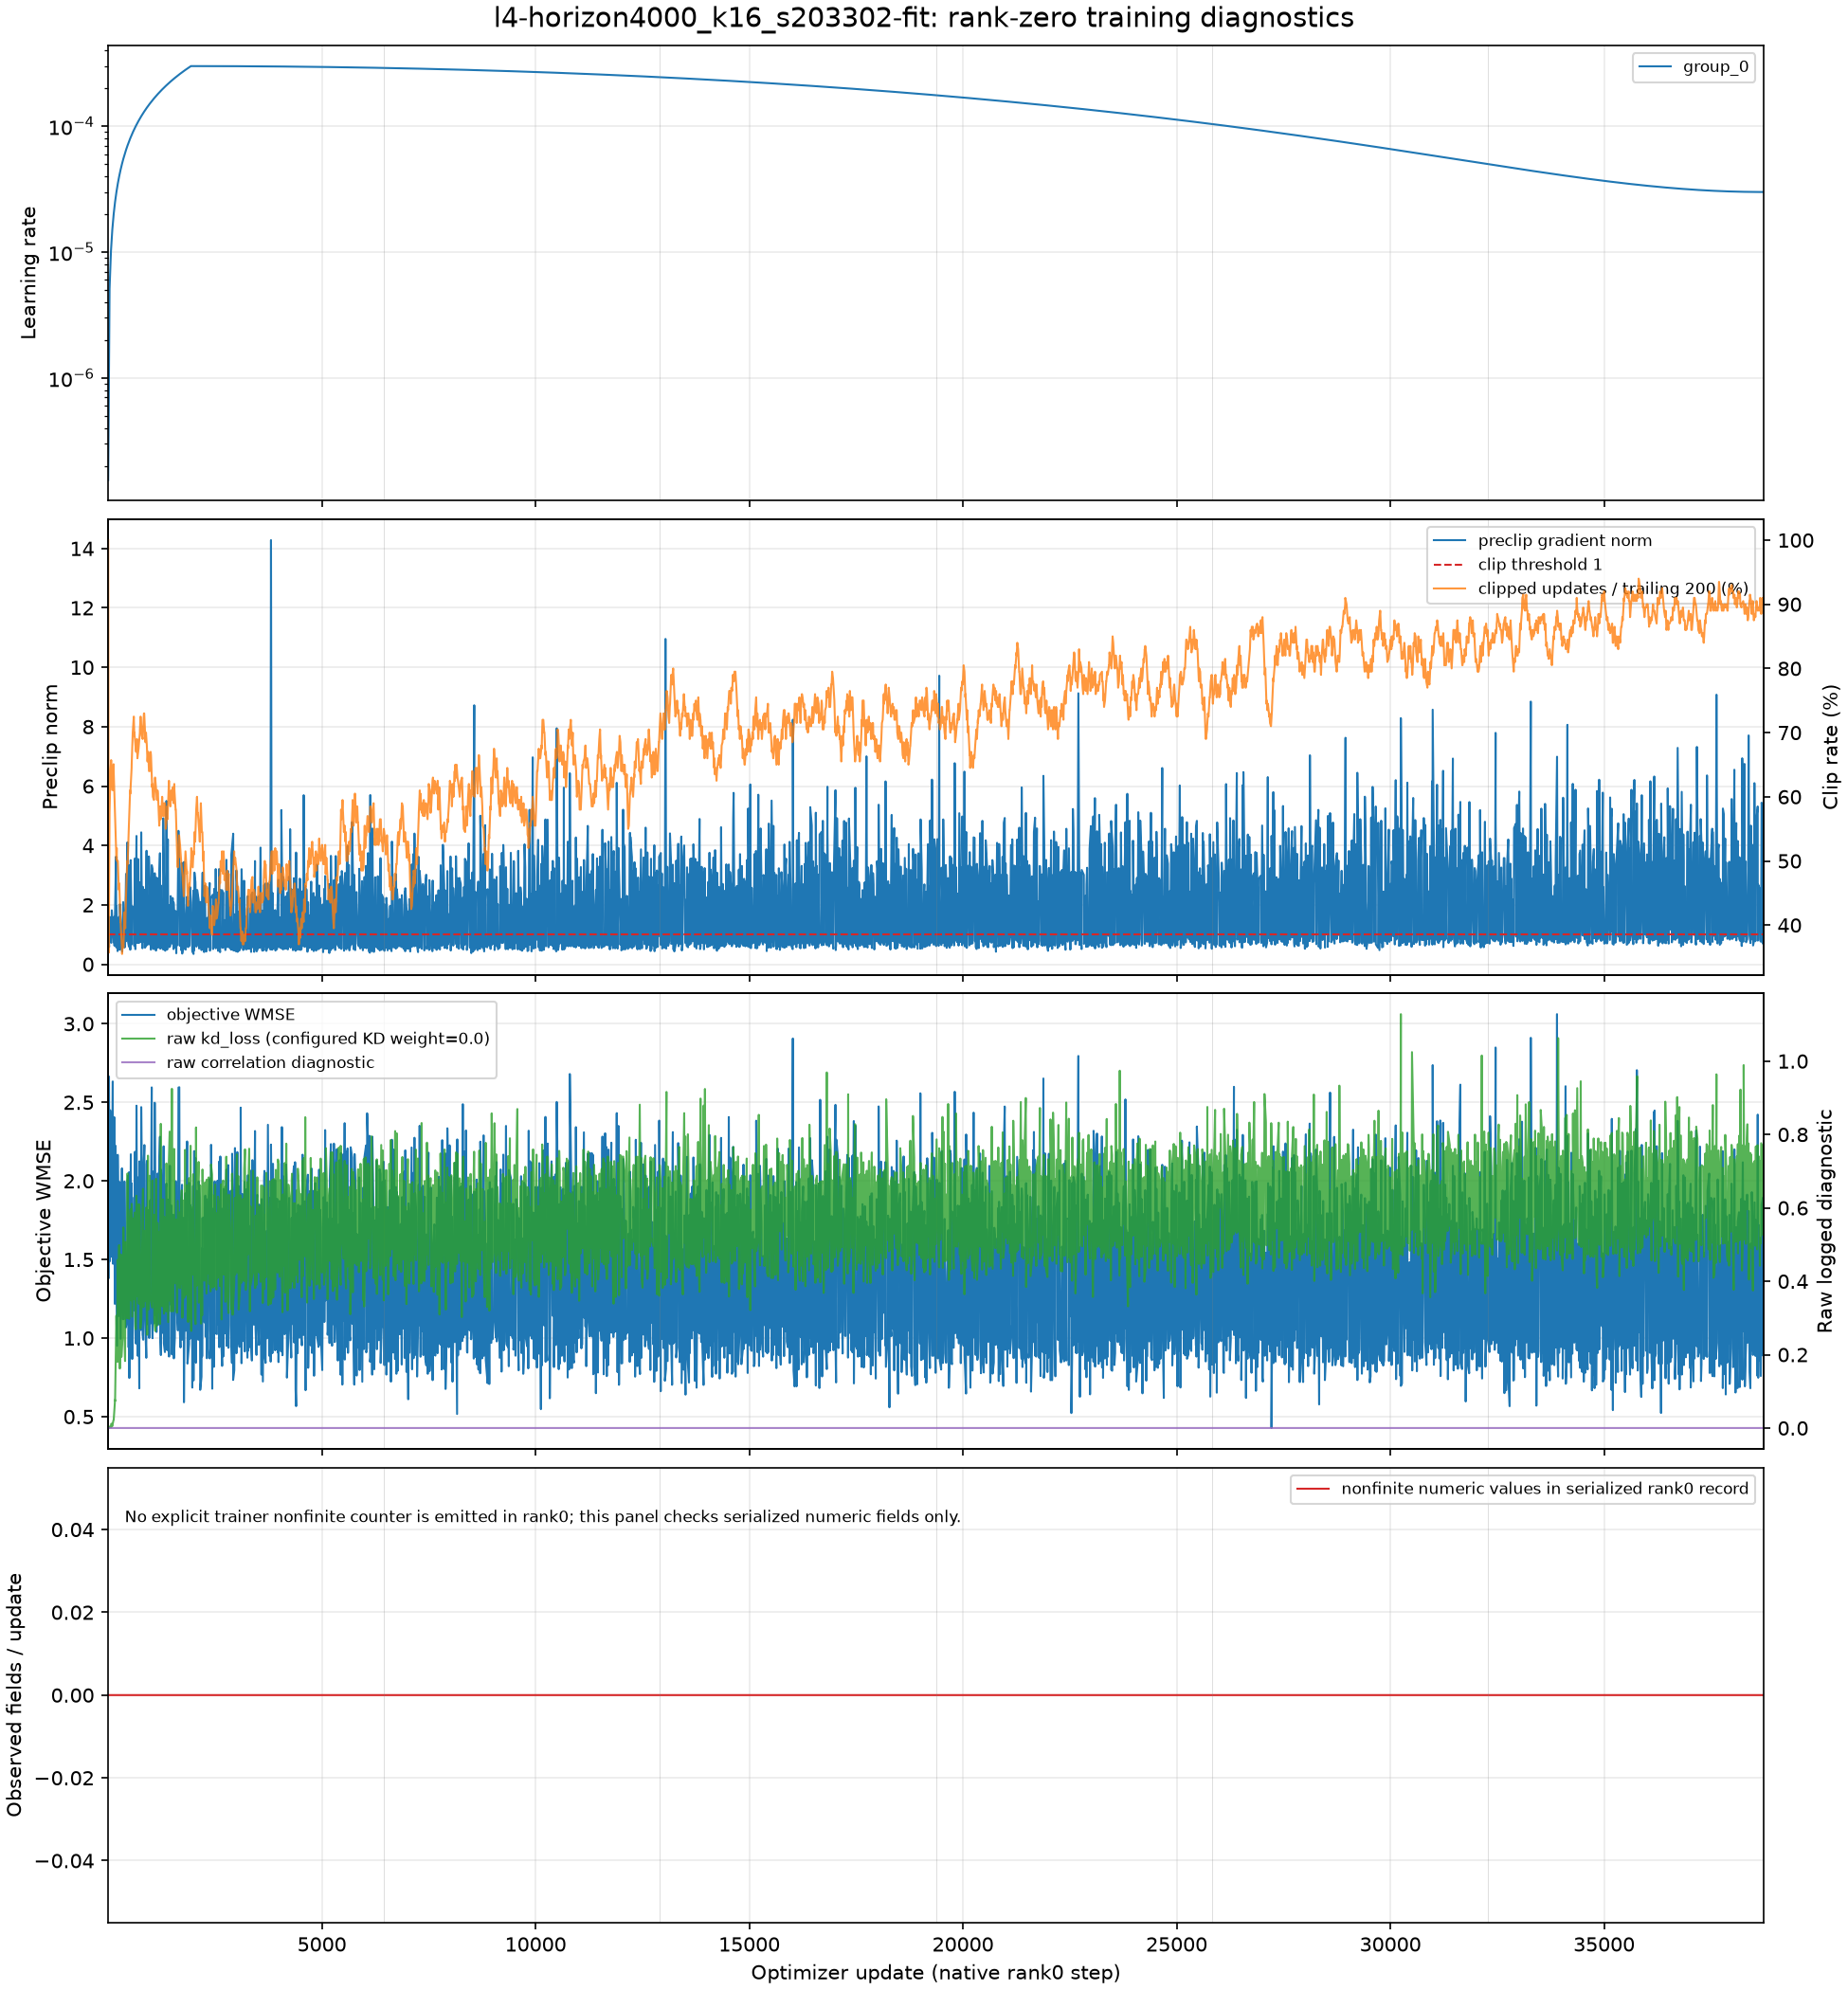 l4-horizon4000_k16_s203302-fit: rank-zero training diagnostics
group_0
Learning rate
10⁻⁴
10⁻⁵
10⁻⁶
preclip gradient norm
clip threshold 1
clipped updates / trailing 200 (%)
Preclip norm
14
12
10
8
6
4
2
0
Clip rate (%)
100
90
80
70
60
50
40
objective WMSE
raw kd_loss (configured KD weight=0.0)
raw correlation diagnostic
Objective WMSE
3.0
2.5
2.0
1.5
1.0
0.5
Raw logged diagnostic
1.0
0.8
0.6
0.4
0.2
0.0
nonfinite numeric values in serialized rank0 record
No explicit trainer nonfinite counter is emitted in rank0; this panel checks serialized numeric fields only.
Observed fields / update
0.04
0.02
0.00
−0.02
−0.04
5000 10000 15000 20000 25000 30000 35000
Optimizer update (native rank0 step)